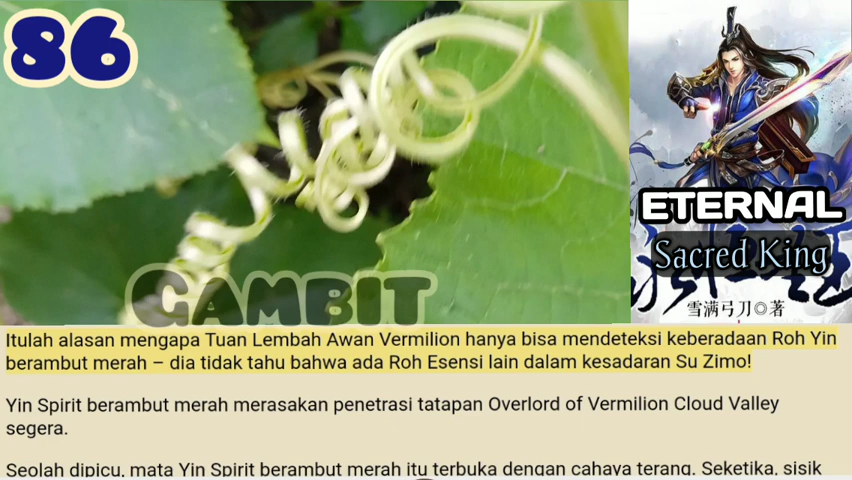 86
ETERNAL
Sacred King
雪满弓刀◎著
GAMBIT
Itulah alasan mengapa Tuan Lembah Awan Vermilion hanya bisa mendeteksi keberadaan Roh Yin
berambut merah – dia tidak tahu bahwa ada Roh Esensi lain dalam kesadaran Su Zimo!
Yin Spirit berambut merah merasakan penetrasi tatapan Overlord of Vermilion Cloud Valley
segera.
Seolah dipicu, mata Yin Spirit berambut merah itu terbuka dengan cahaya terang. Seketika, sisik